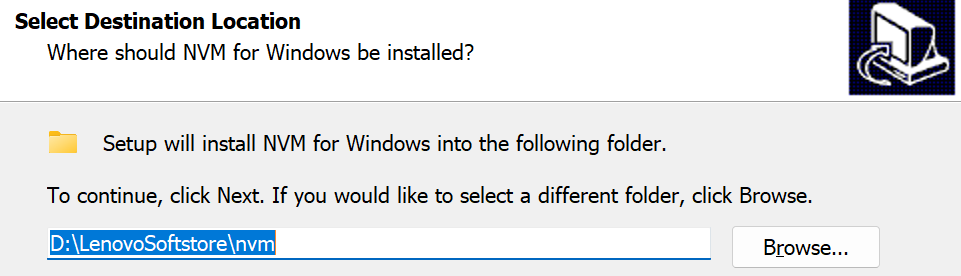 Select Destination Location
Where should NVM for Windows be installed?
Setup will install NVM for Windows into the following folder.
To continue, click Next. If you would like to select a different folder, click Browse.
D:\LenovoSoftstore\nvm
Browse...